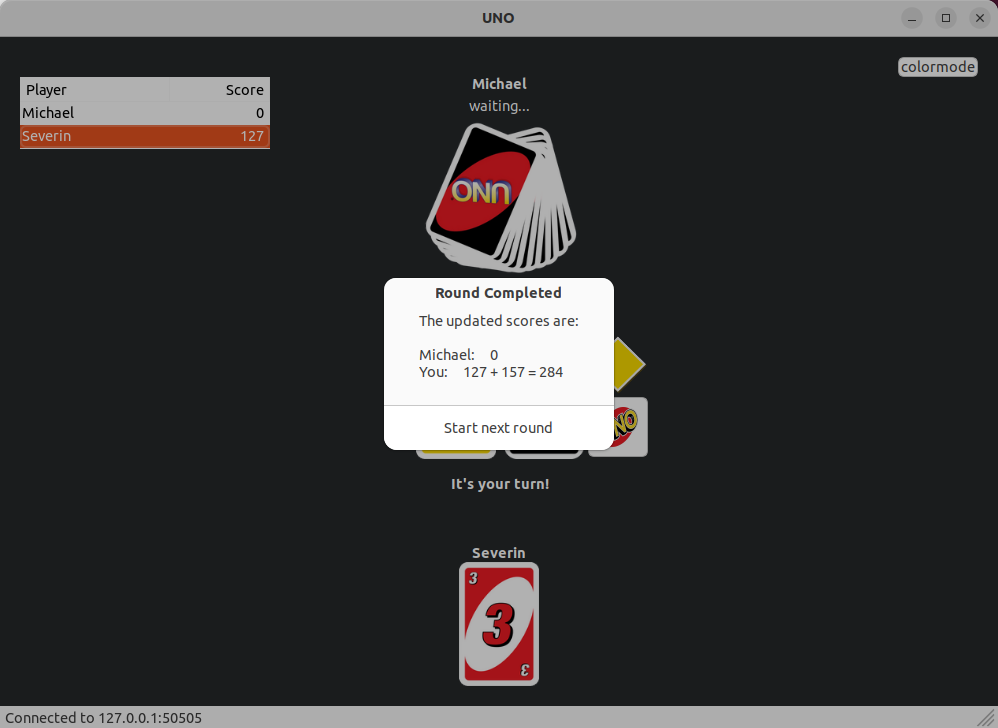 UNO
colormode
Player Score
Michael 0
Severin 127
Michael
waiting...
UNO
Round Completed
The updated scores are:
Michael: 0
You: 127 + 157 = 284
Start next round
UNO
It's your turn!
Severin
3
3
3
Connected to 127.0.0.1:50505